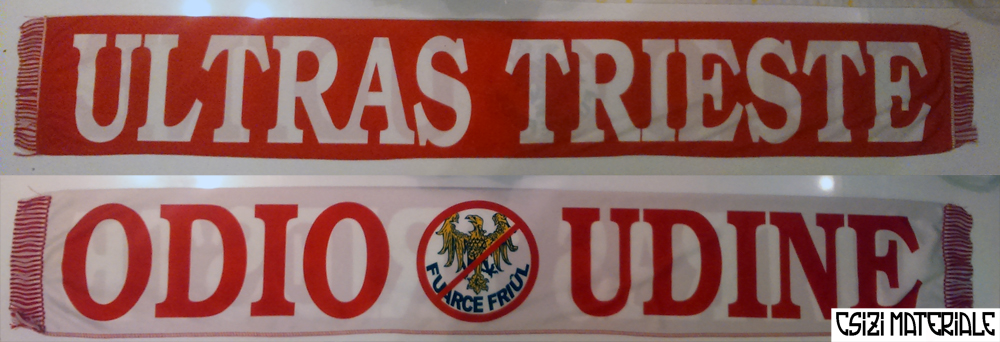 ULTRAS TRIESTE
ODIO UDINE
FUARCE FRIÛL
CSIZI MATERIALE